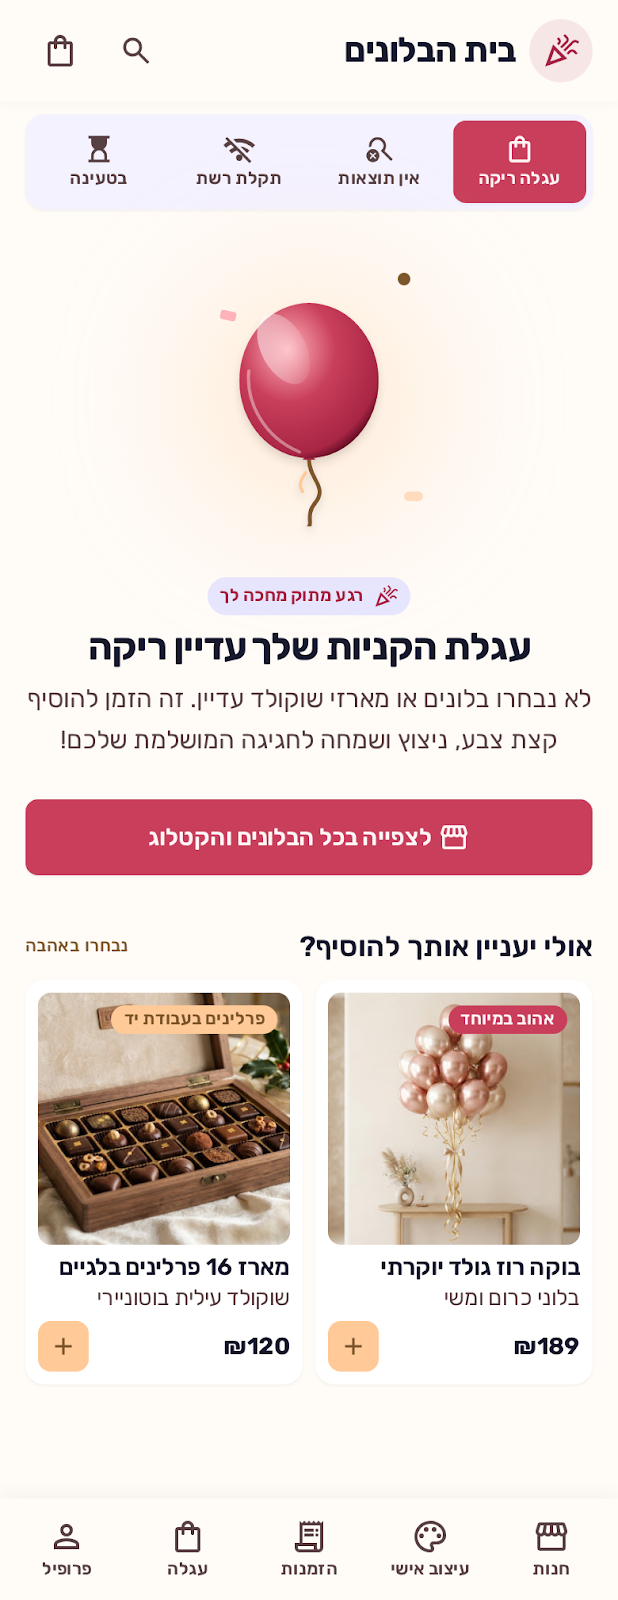 בית הבלונים
עגלה ריקה
אין תוצאות
תקלת רשת
בטעינה
רגע מתוק מחכה לך
עגלת הקניות שלך עדיין ריקה
לא נבחרו בלונים או מארזי שוקולד עדיין. זה הזמן להוסיף
קצת צבע, ניצוץ ושמחה לחגיגה המושלמת שלכם!
לצפייה בכל הבלונים והקטלוג
אולי יעניין אותך להוסיף?
נבחרו באהבה
אהוב במיוחד
בוקה רוז גולד יוקרתי
בלוני כרום ומשי
₪189
פרלינים בעבודת יד
מארז 16 פרלינים בלגיים
שוקולד עילית בוטוניירי
₪120
חנות
עיצוב אישי
הזמנות
עגלה
פרופיל